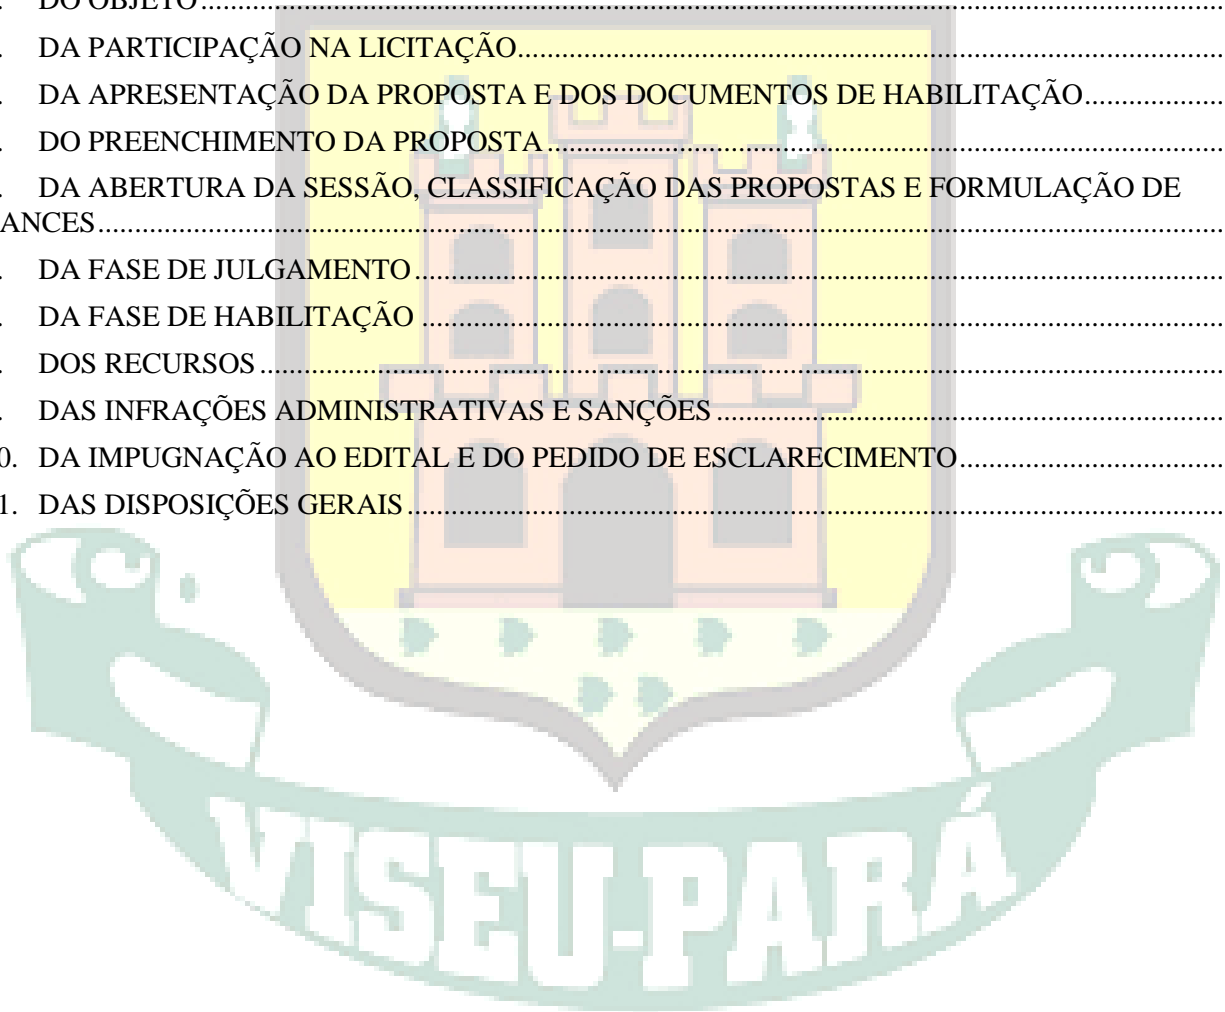 . DO OBJETO................................................................
. DA PARTICIPAÇÃO NA LICITAÇÃO................................................................
. DA APRESENTAÇÃO DA PROPOSTA E DOS DOCUMENTOS DE HABILITAÇÃO....................
. DO PREENCHIMENTO DA PROPOSTA ................................................................
. DA ABERTURA DA SESSÃO, CLASSIFICAÇÃO DAS PROPOSTAS E FORMULAÇÃO DE
ANCES................................................................
. DA FASE DE JULGAMENTO ................................................................
. DA FASE DE HABILITAÇÃO ................................................................
. DOS RECURSOS ................................................................
. DAS INFRAÇÕES ADMINISTRATIVAS E SANÇÕES ................................................................
0. DA IMPUGNAÇÃO AO EDITAL E DO PEDIDO DE ESCLARECIMENTO........................................
1. DAS DISPOSIÇÕES GERAIS ................................................................
VISEU-PARÁ